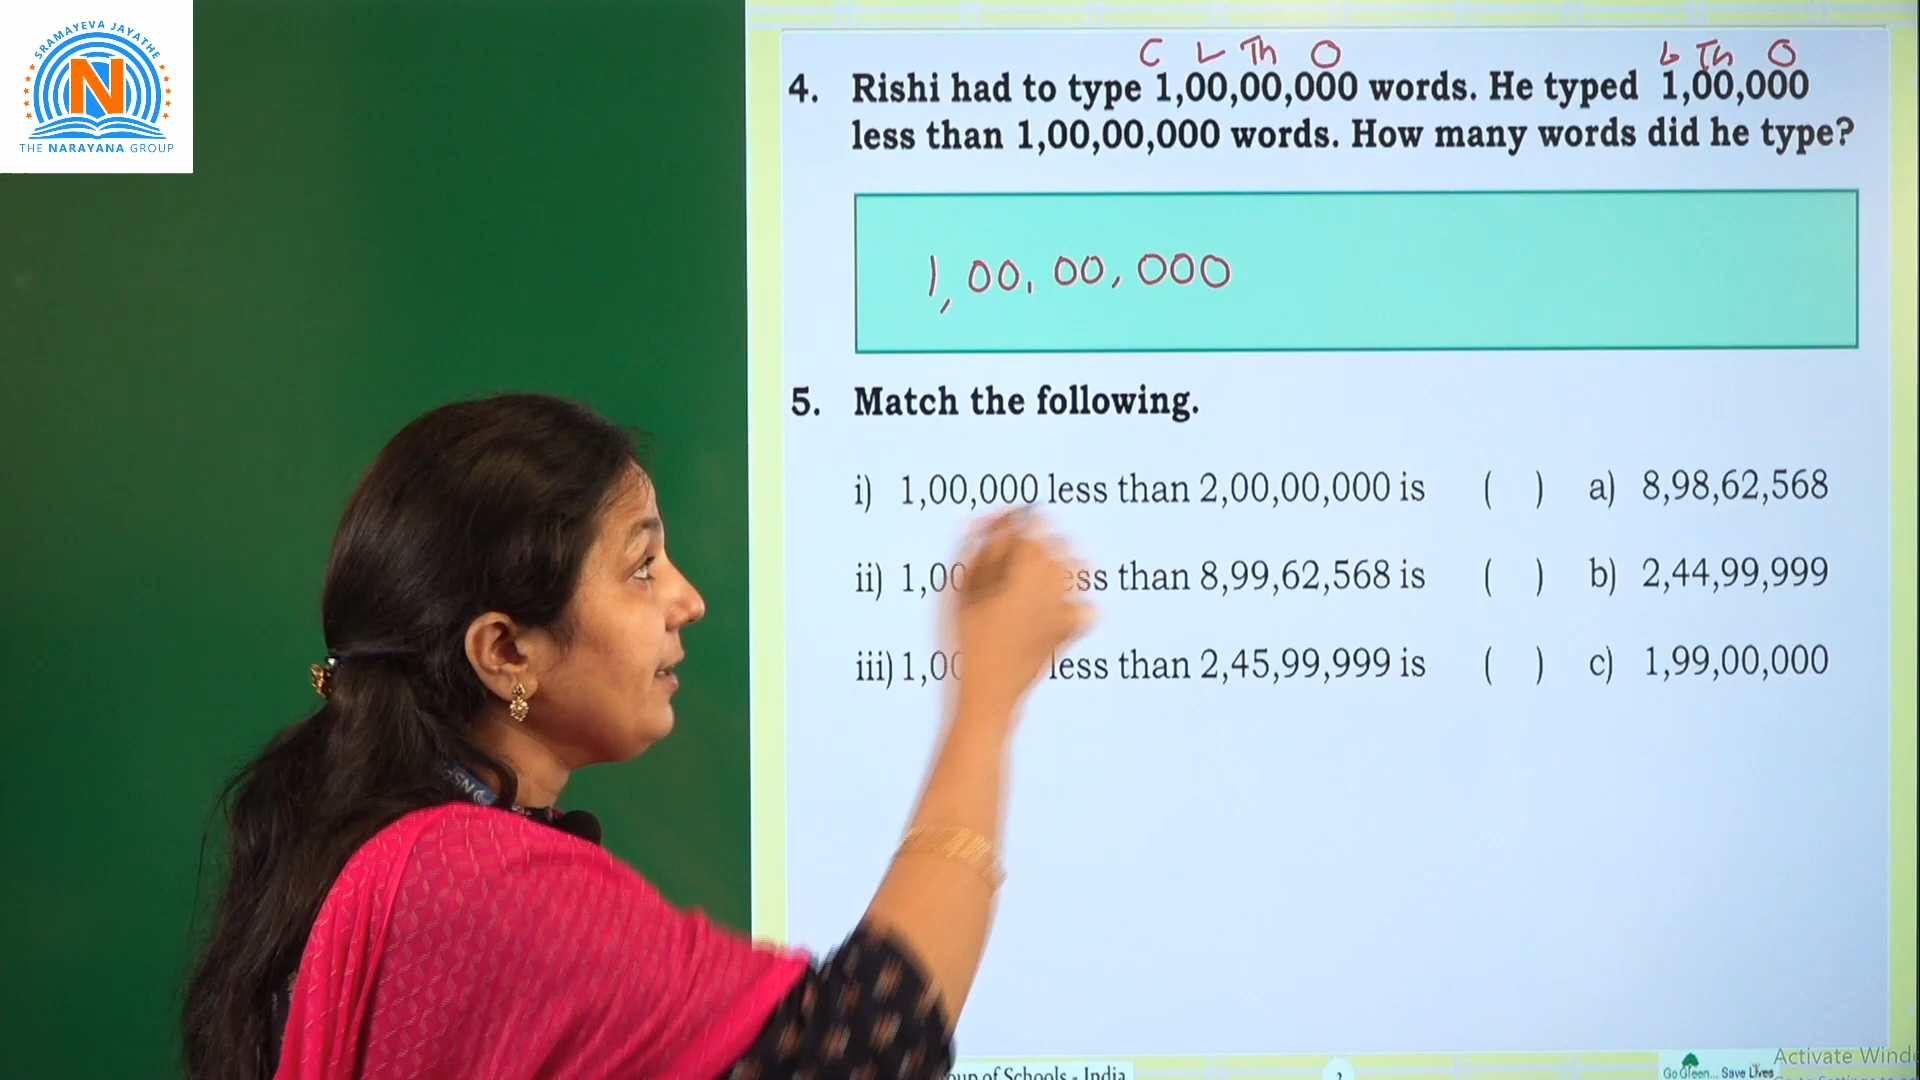 SRAMAYEVA JAYATHE
N
THE NARAYANA GROUP
C L Th O L Th O
4. Rishi had to type 1,00,00,000 words. He typed 1,00,000
less than 1,00,00,000 words. How many words did he type?
1,00,00,000
5. Match the following.
i) 1,00,000 less than 2,00,00,000 is ( ) a) 8,98,62,568
ii) 1,00 less than 8,99,62,568 is ( ) b) 2,44,99,999
iii) 1,00 less than 2,45,99,999 is ( ) c) 1,99,00,000
of Schools - India
Go Green... Save Lives
Activate Wind